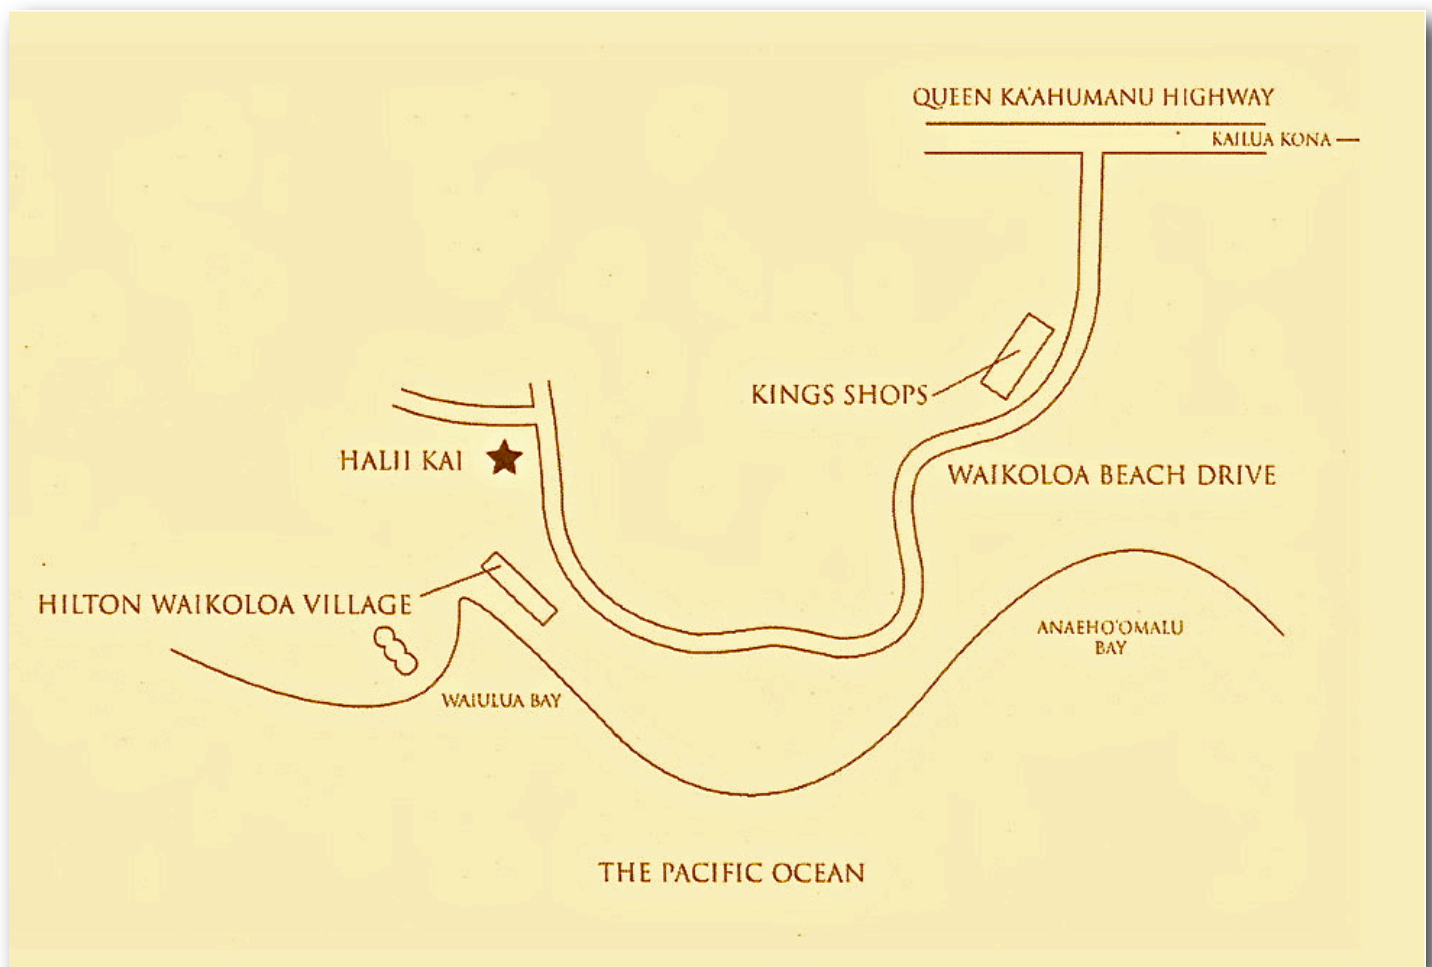 QUEEN KA'AHUMANU HIGHWAY
KAILUA KONA
KINGS SHOPS
HALII KAI
WAIKOLOA BEACH DRIVE
HILTON WAIKOLOA VILLAGE
ANAEHO'OMALU
BAY
WAIULUA BAY
THE PACIFIC OCEAN